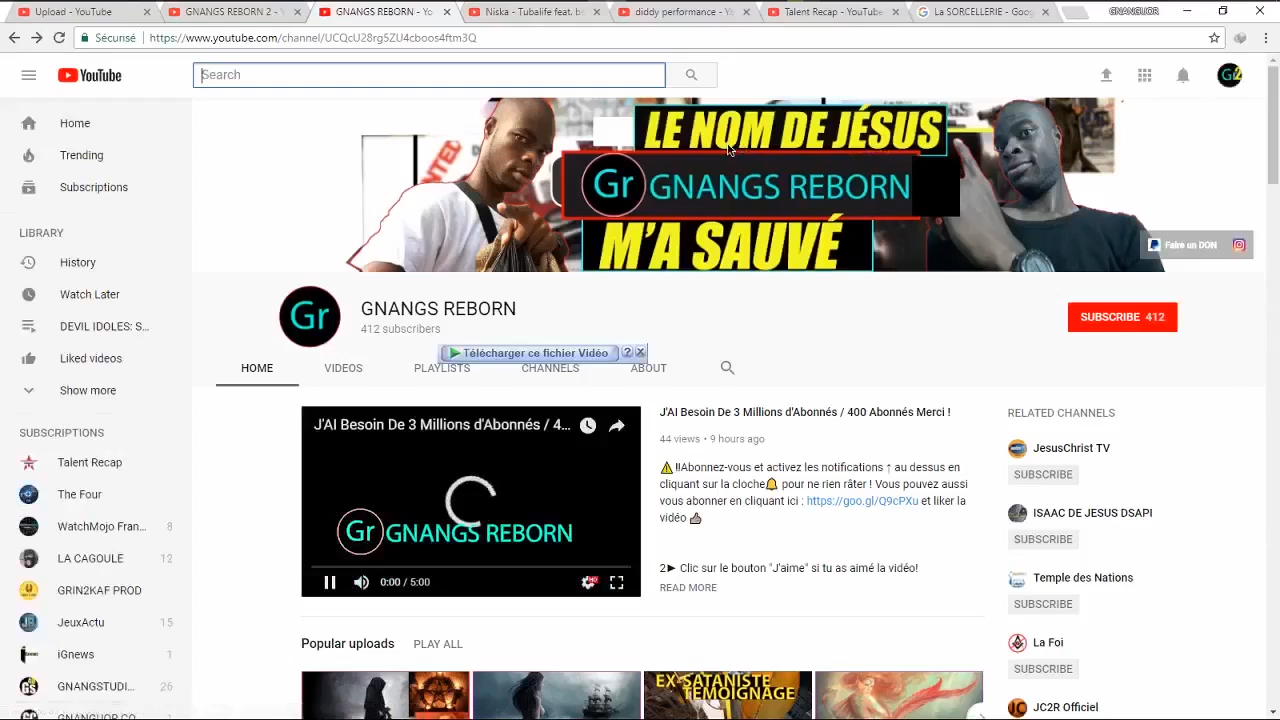 Upload - YouTube
GNANGS REBORN 2 - Y
GNANGS REBORN - Yo
Niska - Tubalife feat. b
diddy performance - Ya
Talent Recap - YouTube
La SORCELLERIE - Goog
GNANGUOR
Sécurisé
https://www.youtube.com/channel/UCQcU28rg5ZU4cboos4ftm3Q
YouTube
Search
Gr2
Home
Trending
Subscriptions
LIBRARY
History
Watch Later
DEVIL IDOLES: S...
Liked videos
Show more
SUBSCRIPTIONS
Talent Recap
The Four
WatchMojo Fran... 8
LA CAGOULE 12
GRIN2KAF PROD
JeuxActu 15
iGnews 1
GNANGSTUDI... 26
GNANGUOR CO
LE NOM DE JÉSUS
Gr GNANGS REBORN
M'A SAUVÉ
Faire un DON
Gr
GNANGS REBORN
412 subscribers
SUBSCRIBE 412
Télécharger ce fichier Vidéo ? X
HOME
VIDEOS
PLAYLISTS
CHANNELS
ABOUT
J'AI Besoin De 3 Millions d'Abonnés / 4...
Gr GNANGS REBORN
0:00 / 5:00
HD
J'AI Besoin De 3 Millions d'Abonnés / 400 Abonnés Merci !
44 views • 9 hours ago
⚠️‼Abonnez-vous et activez les notifications ↑ au dessus en
cliquant sur la cloche🔔 pour ne rien râter ! Vous pouvez aussi
vous abonner en cliquant ici : https://goo.gl/Q9cPXu et liker la
vidéo 👍
2► Clic sur le bouton "J'aime" si tu as aimé la vidéo!
READ MORE
RELATED CHANNELS
JesusChrist TV
SUBSCRIBE
ISAAC DE JESUS DSAPI
SUBSCRIBE
Temple des Nations
SUBSCRIBE
La Foi
SUBSCRIBE
JC2R Officiel
Popular uploads
PLAY ALL
EX-SATANISTE
TÉMOIGNAGE